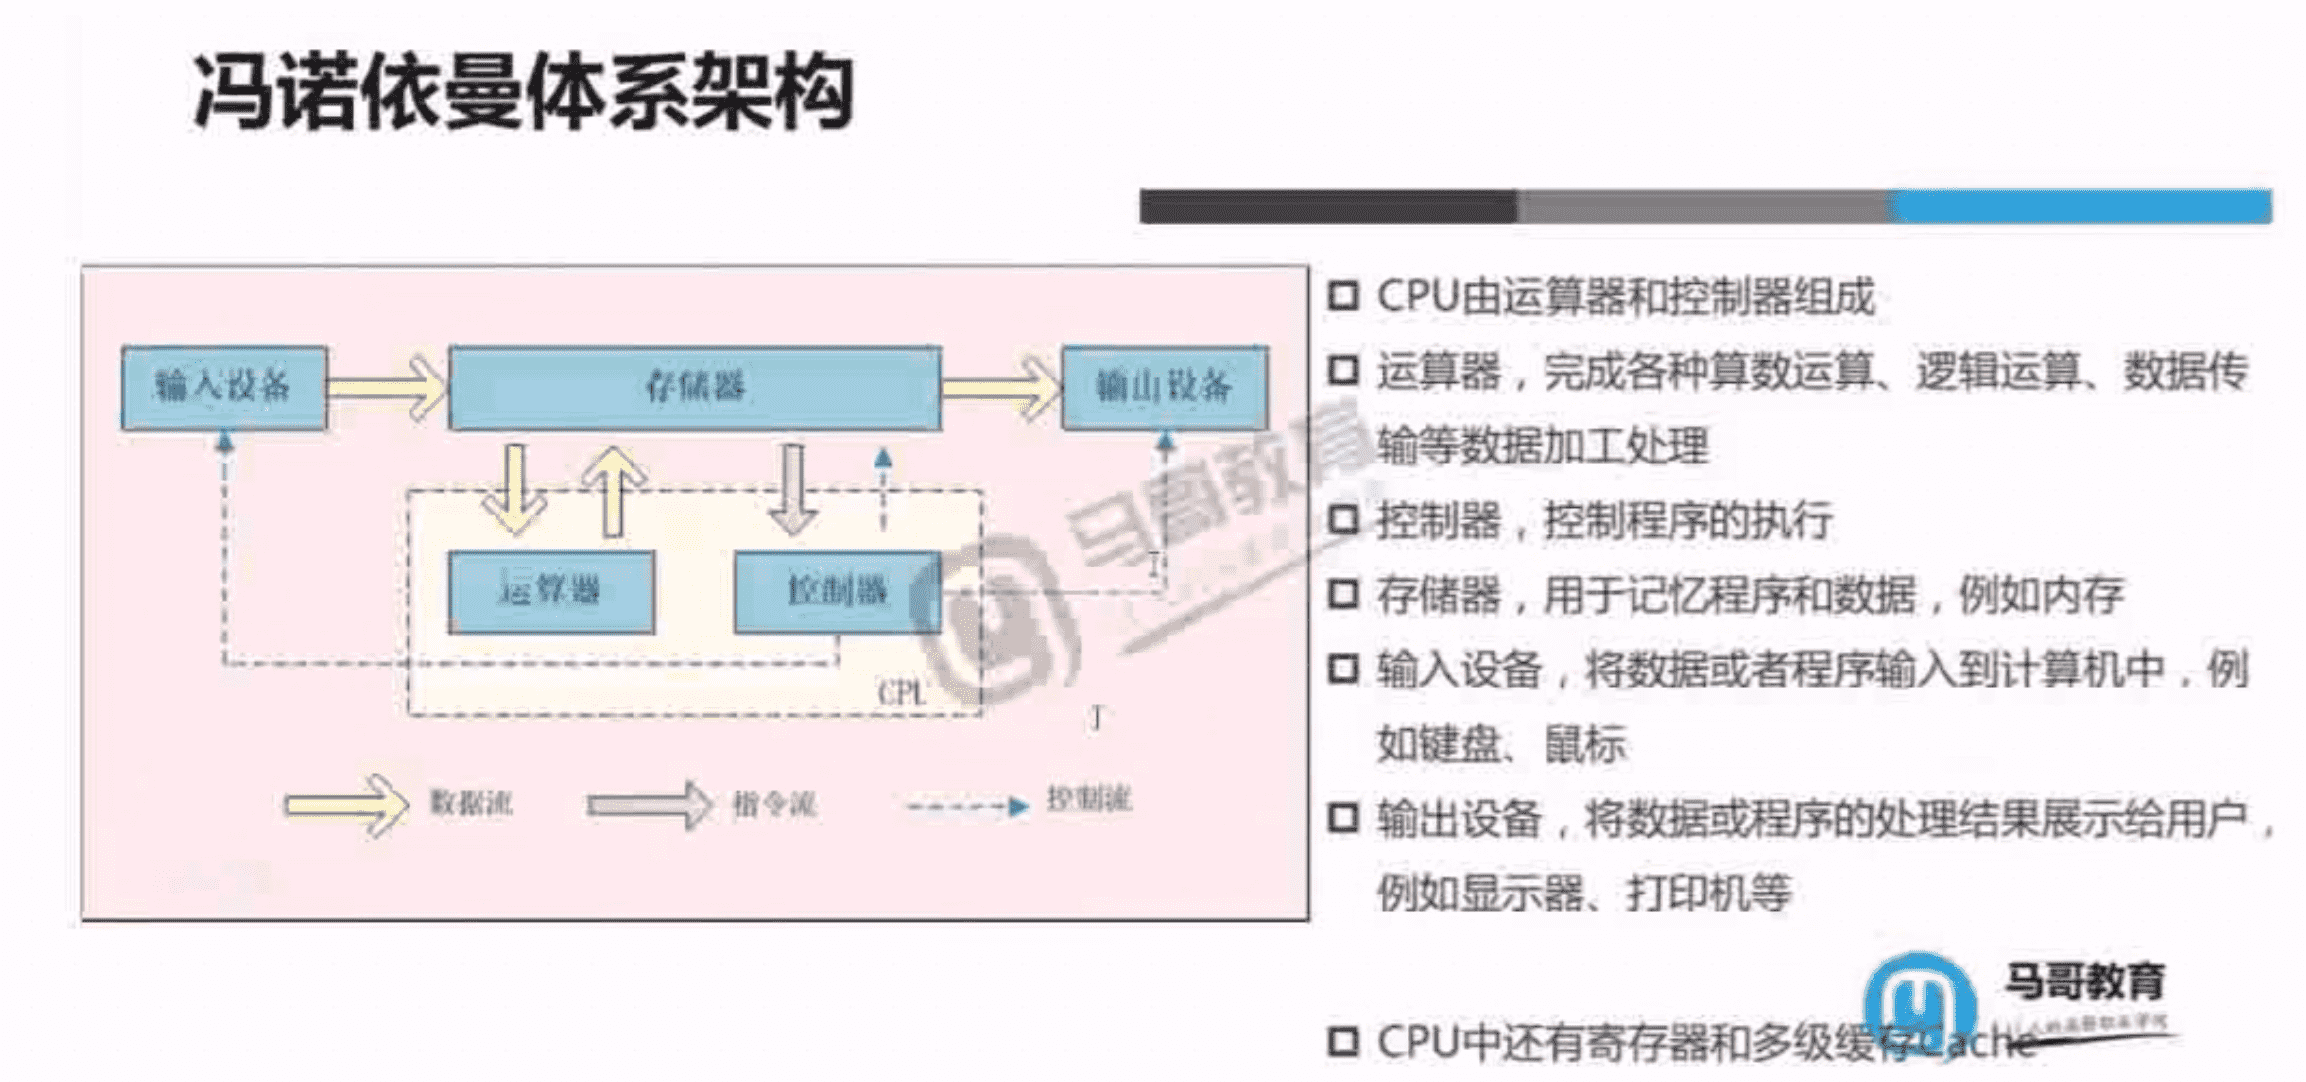 冯诺依曼体系架构
输入设备
存储器
输出设备
运算器
控制器
CPU
数据流
指令流
控制流
马哥教育
CPU由运算器和控制器组成
运算器，完成各种算数运算、逻辑运算、数据传
输等数据加工处理
控制器，控制程序的执行
存储器，用于记忆程序和数据，例如内存
输入设备，将数据或者程序输入到计算机中，例
如键盘、鼠标
输出设备，将数据或程序的处理结果展示给用户，
例如显示器、打印机等
CPU中还有寄存器和多级缓存Cache
马哥教育